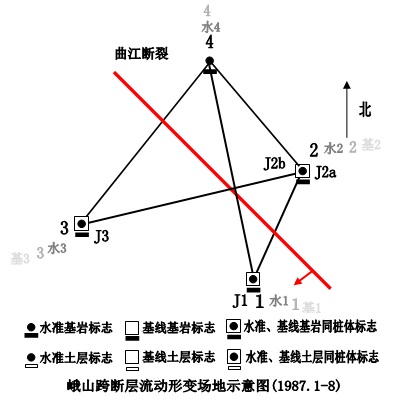 4
水4
4
曲江断裂
北
J2b
2 水2 2 基2
J2a
3
J3
基3 3 水3
J1 1 水1 1 基1
水准基岩标志 基线基岩标志 水准、基线基岩同桩体标志
水准土层标志 基线土层标志 水准、基线土层同桩体标志
峨山跨断层流动形变场地示意图(1987.1-8)